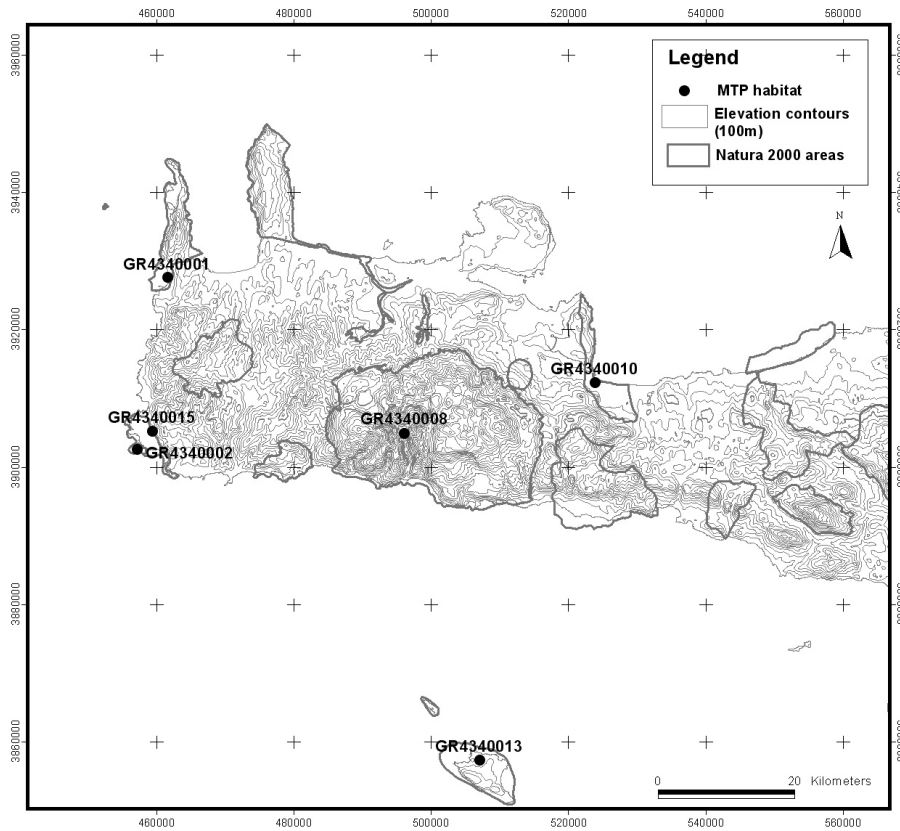 460000 480000 500000 520000 540000 560000
Legend
MTP habitat
Elevation contours
(100m)
Natura 2000 areas
N
3960000
3940000
3920000
3900000
3880000
3860000
GR4340001
GR4340010
GR4340015
GR4340008
GR4340002
GR4340013
0 20 Kilometers
460000 480000 500000 520000 540000 560000